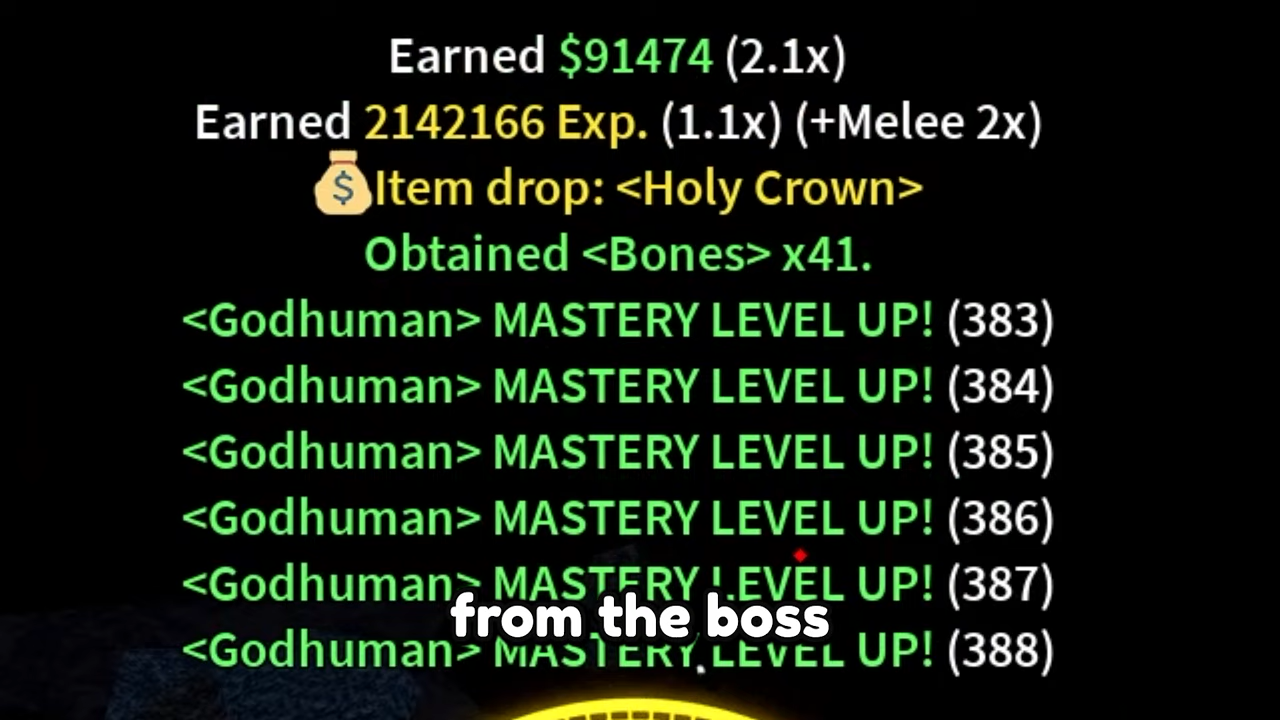 Earned $91474 (2.1x)
Earned 2142166 Exp. (1.1x) (+Melee 2x)
$
Item drop: <Holy Crown>
Obtained <Bones> x41.
<Godhuman> MASTERY LEVEL UP! (383)
<Godhuman> MASTERY LEVEL UP! (384)
<Godhuman> MASTERY LEVEL UP! (385)
<Godhuman> MASTERY LEVEL UP! (386)
<Godhuman> MASTERY LEVEL UP! (387)
from the boss
<Godhuman> MASTERY LEVEL UP! (388)